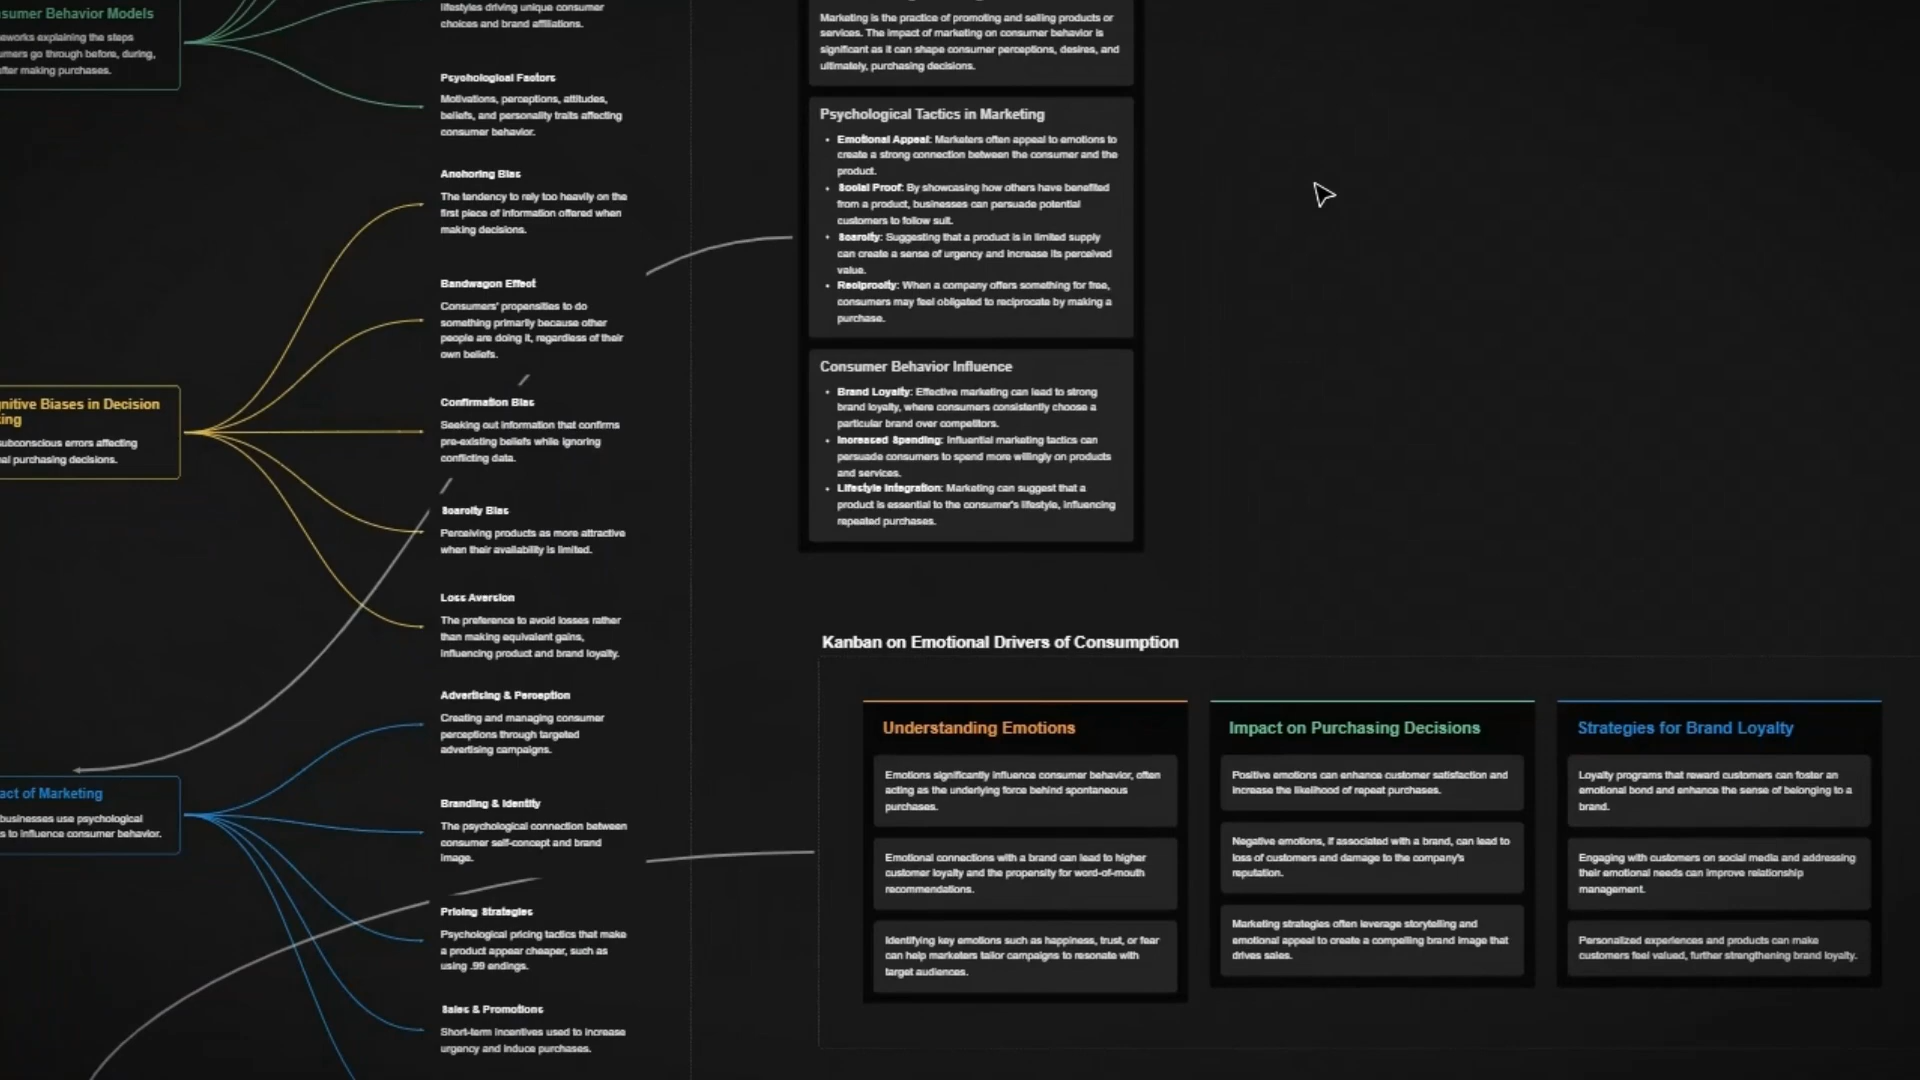 sumer Behavior Models
eworks explaining the steps
umers go through before, during,
after making purchases.
lifestyles driving unique consumer
choices and brand affiliations.
Psychological Factors
Motivations, perceptions, attitudes,
beliefs, and personality traits affecting
consumer behavior.
gnitive Biases in Decision
king
subconscious errors affecting
nal purchasing decisions.
Anchoring Bias
The tendency to rely too heavily on the
first piece of information offered when
making decisions.
Bandwagon Effect
Consumers' propensities to do
something primarily because other
people are doing it, regardless of their
own beliefs.
Confirmation Bias
Seeking out information that confirms
pre-existing beliefs while ignoring
conflicting data.
Scarcity Bias
Perceiving products as more attractive
when their availability is limited.
Loss Aversion
The preference to avoid losses rather
than making equivalent gains,
influencing product and brand loyalty.
act of Marketing
businesses use psychological
s to influence consumer behavior.
Advertising & Perception
Creating and managing consumer
perceptions through targeted
advertising campaigns.
Branding & Identity
The psychological connection between
consumer self-concept and brand
image.
Pricing Strategies
Psychological pricing tactics that make
a product appear cheaper, such as
using .99 endings.
Sales & Promotions
Short-term incentives used to increase
urgency and induce purchases.
Marketing is the practice of promoting and selling products or
services. The impact of marketing on consumer behavior is
significant as it can shape consumer perceptions, desires, and
ultimately, purchasing decisions.
Psychological Tactics in Marketing
• Emotional Appeal: Marketers often appeal to emotions to
create a strong connection between the consumer and the
product.
• Social Proof: By showcasing how others have benefited
from a product, businesses can persuade potential
customers to follow suit.
• Scarcity: Suggesting that a product is in limited supply
can create a sense of urgency and increase its perceived
value.
• Reciprocity: When a company offers something for free,
consumers may feel obligated to reciprocate by making a
purchase.
Consumer Behavior Influence
• Brand Loyalty: Effective marketing can lead to strong
brand loyalty, where consumers consistently choose a
particular brand over competitors.
• Increased Spending: Influential marketing tactics can
persuade consumers to spend more willingly on products
and services.
• Lifestyle Integration: Marketing can suggest that a
product is essential to the consumer's lifestyle, influencing
repeated purchases.
Kanban on Emotional Drivers of Consumption
Understanding Emotions
Emotions significantly influence consumer behavior, often
acting as the underlying force behind spontaneous
purchases.
Emotional connections with a brand can lead to higher
customer loyalty and the propensity for word-of-mouth
recommendations.
Identifying key emotions such as happiness, trust, or fear
can help marketers tailor campaigns to resonate with
target audiences.
Impact on Purchasing Decisions
Positive emotions can enhance customer satisfaction and
increase the likelihood of repeat purchases.
Negative emotions, if associated with a brand, can lead to
loss of customers and damage to the company's
reputation.
Marketing strategies often leverage storytelling and
emotional appeal to create a compelling brand image that
drives sales.
Strategies for Brand Loyalty
Loyalty programs that reward customers can foster an
emotional bond and enhance the sense of belonging to a
brand.
Engaging with customers on social media and addressing
their emotional needs can improve relationship
management.
Personalized experiences and products can make
customers feel valued, further strengthening brand loyalty.